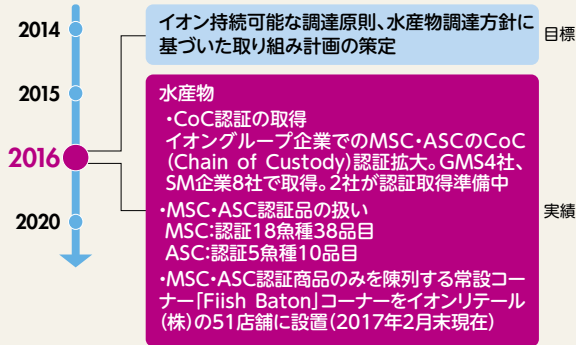 2014
イオン持続可能な調達原則、水産物調達方針に
基づいた取り組み計画の策定
目標
2015
2016
水産物
・CoC認証の取得
イオングループ企業でのMSC・ASCのCoC
(Chain of Custody)認証拡大。GMS4社、
SM企業8社で取得。2社が認証取得準備中
・MSC・ASC認証品の扱い
MSC:認証18魚種38品目
ASC:認証5魚種10品目
・MSC・ASC認証商品のみを陳列する常設コー
ナー「Fiish Baton」コーナーをイオンリテール
(株)の51店舗に設置(2017年2月末現在)
実績
2020